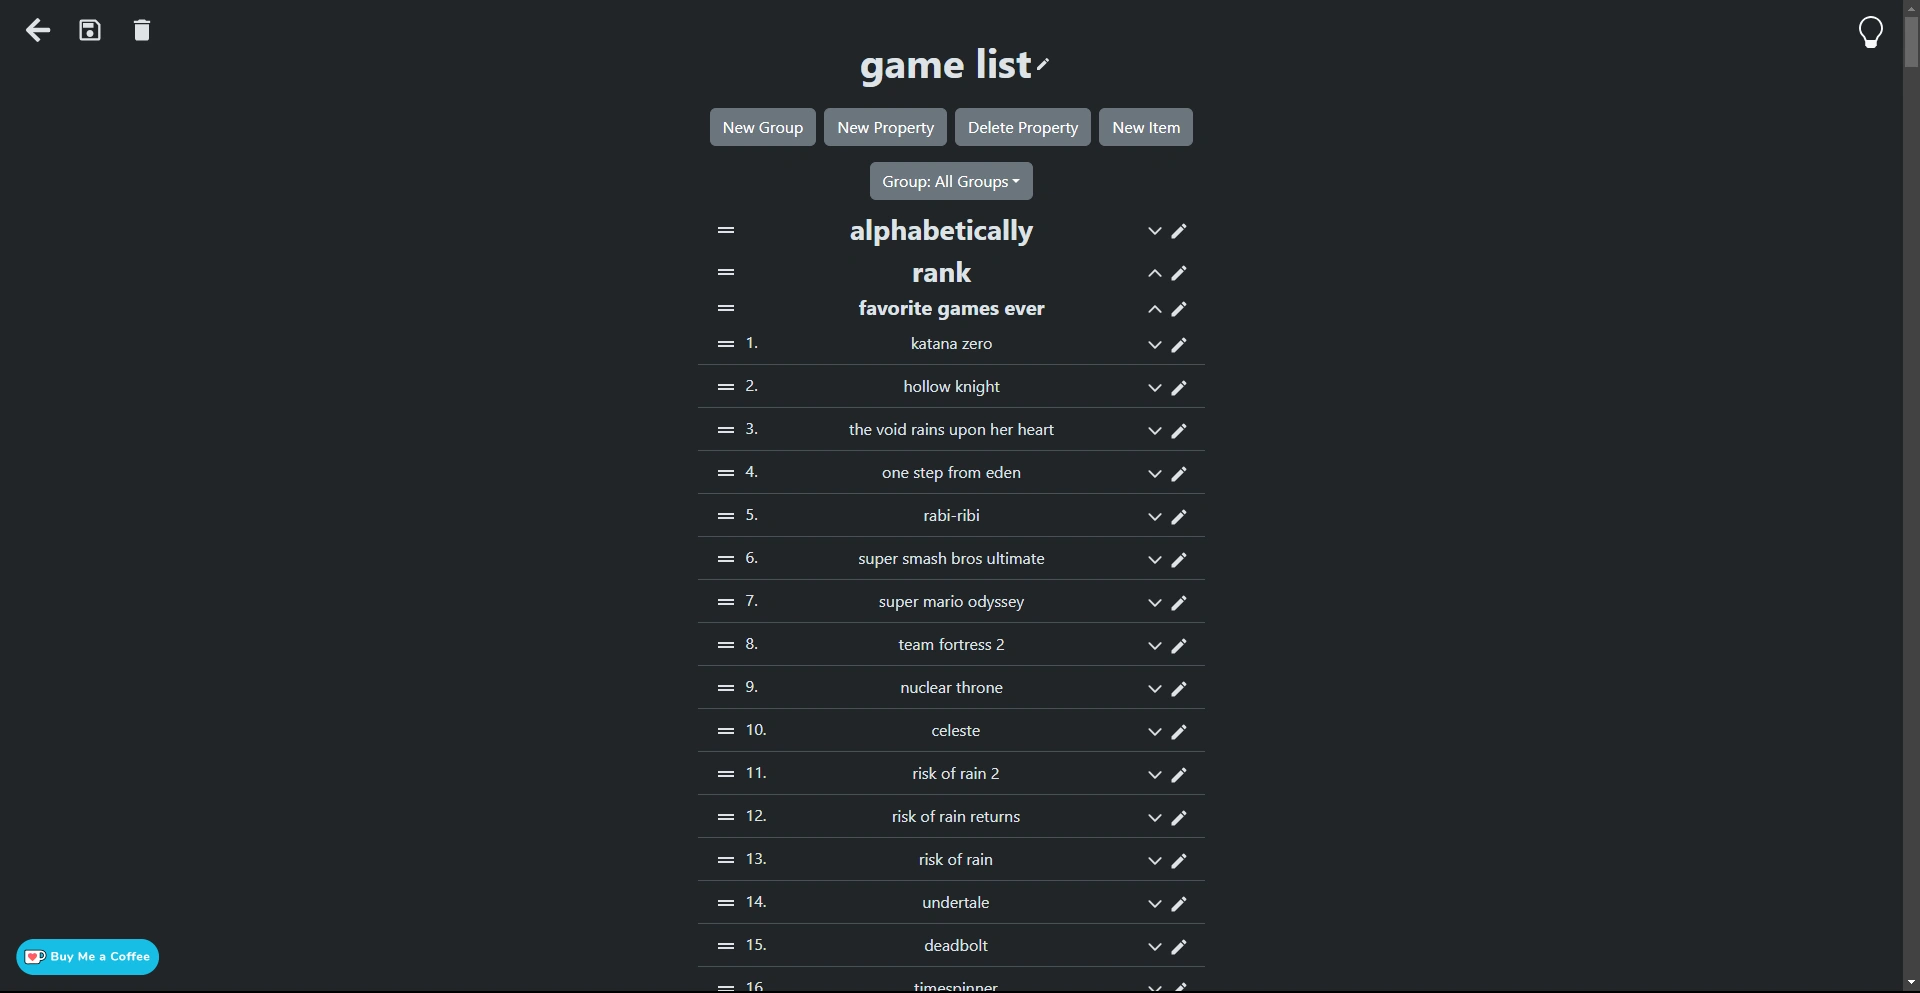 game list
New Group
New Property
Delete Property
New Item
Group: All Groups
alphabetically
rank
favorite games ever
1. katana zero
2. hollow knight
3. the void rains upon her heart
4. one step from eden
5. rabi-ribi
6. super smash bros ultimate
7. super mario odyssey
8. team fortress 2
9. nuclear throne
10. celeste
11. risk of rain 2
12. risk of rain returns
13. risk of rain
14. undertale
15. deadbolt
16. timespinner
Buy Me a Coffee